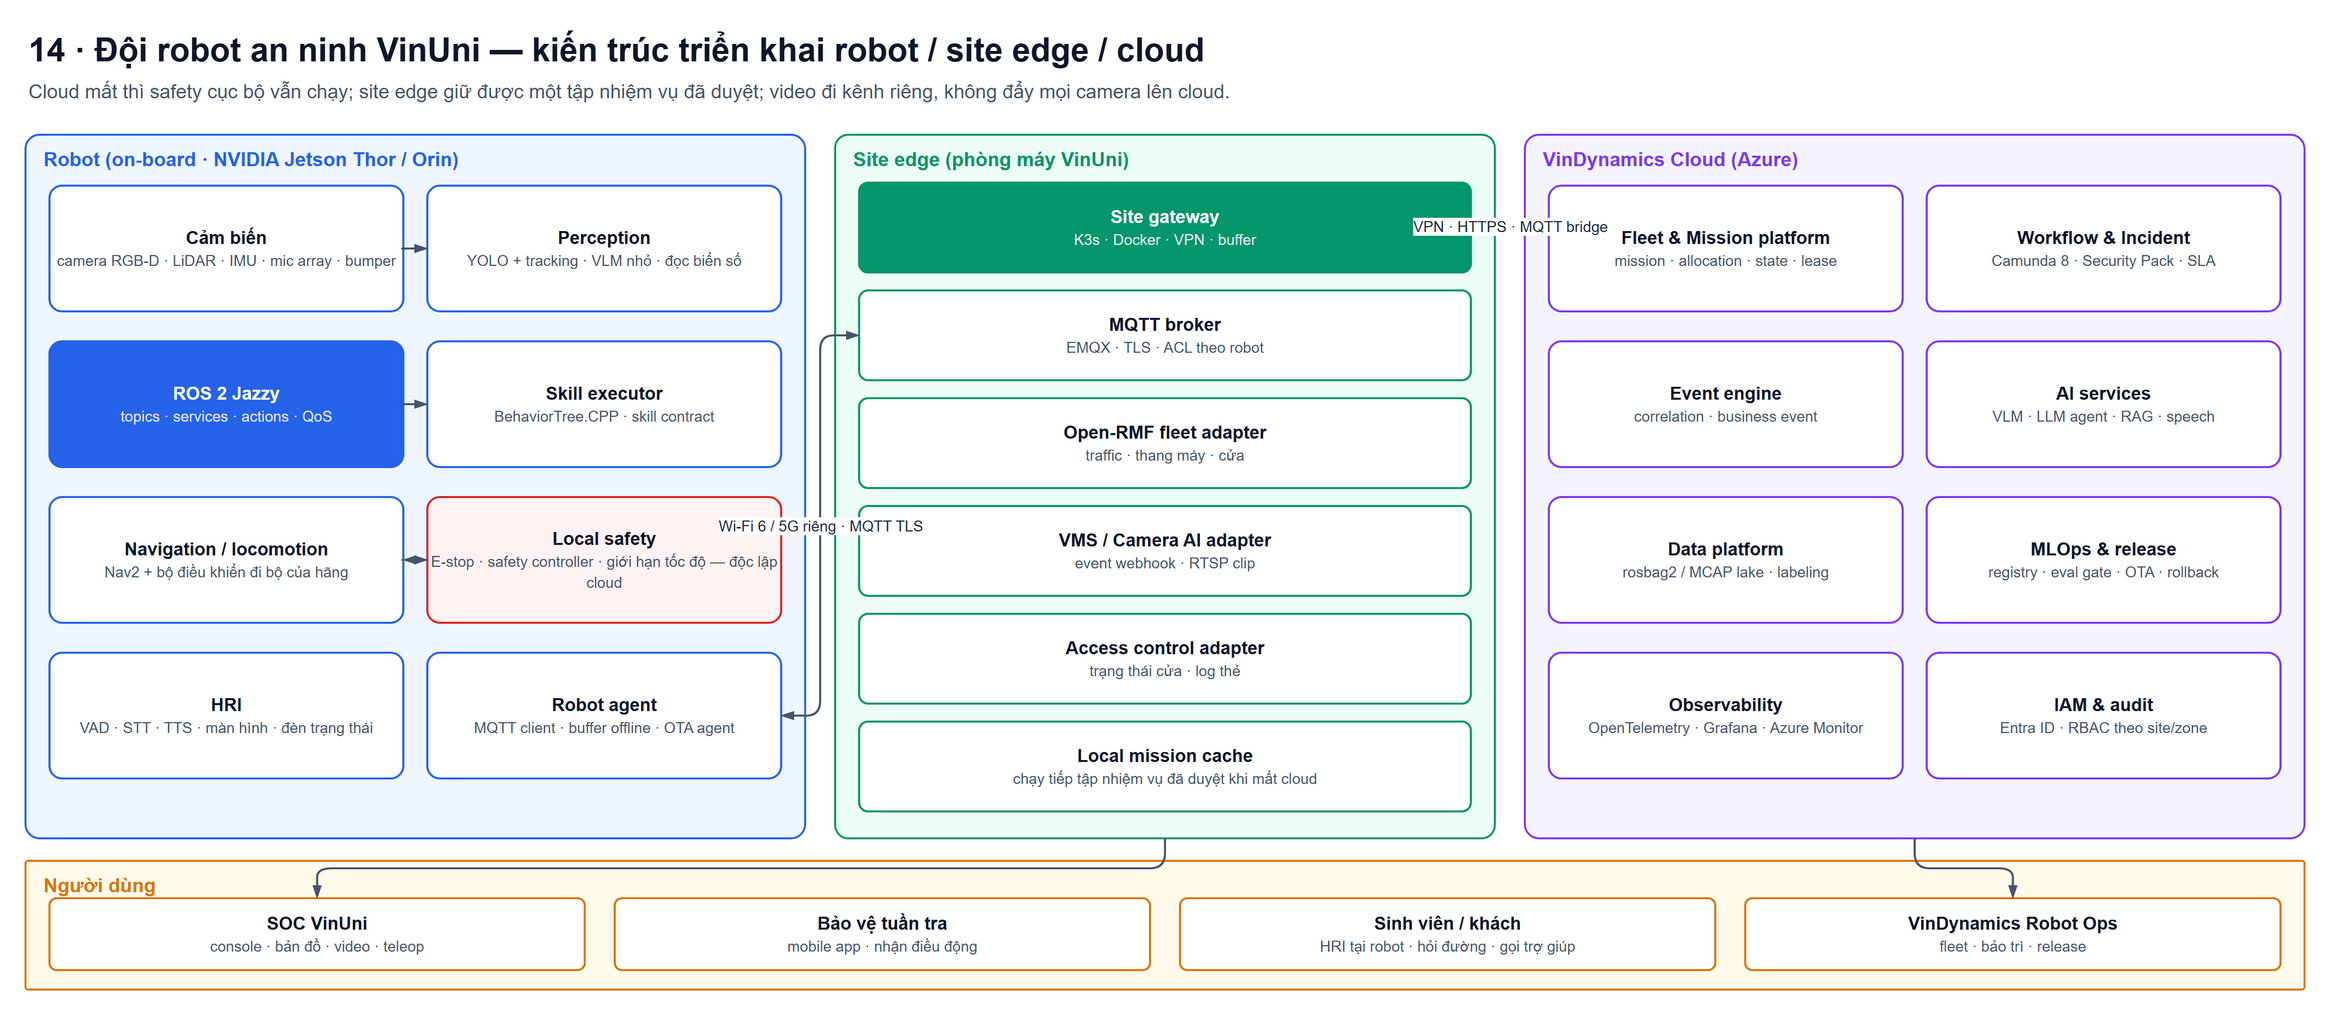 14 · Đội robot an ninh VinUni — kiến trúc triển khai robot / site edge / cloud
Cloud mất thì safety cục bộ vẫn chạy; site edge giữ được một tập nhiệm vụ đã duyệt; video đi kênh riêng, không đẩy mọi camera lên cloud.
Robot (on-board · NVIDIA Jetson Thor / Orin)
Cảm biến
camera RGB-D · LiDAR · IMU · mic array · bumper
Perception
YOLO + tracking · VLM nhỏ · đọc biển số
ROS 2 Jazzy
topics · services · actions · QoS
Skill executor
BehaviorTree.CPP · skill contract
Navigation / locomotion
Nav2 + bộ điều khiển đi bộ của hãng
Local safety
E-stop · safety controller · giới hạn tốc độ — độc lập
cloud
HRI
VAD · STT · TTS · màn hình · đèn trạng thái
Robot agent
MQTT client · buffer offline · OTA agent
Wi-Fi 6 / 5G riêng · MQTT TLS
Site edge (phòng máy VinUni)
Site gateway
K3s · Docker · VPN · buffer
MQTT broker
EMQX · TLS · ACL theo robot
Open-RMF fleet adapter
traffic · thang máy · cửa
VMS / Camera AI adapter
event webhook · RTSP clip
Access control adapter
trạng thái cửa · log thẻ
Local mission cache
chạy tiếp tập nhiệm vụ đã duyệt khi mất cloud
VPN · HTTPS · MQTT bridge
VinDynamics Cloud (Azure)
Fleet & Mission platform
mission · allocation · state · lease
Workflow & Incident
Camunda 8 · Security Pack · SLA
Event engine
correlation · business event
AI services
VLM · LLM agent · RAG · speech
Data platform
rosbag2 / MCAP lake · labeling
MLOps & release
registry · eval gate · OTA · rollback
Observability
OpenTelemetry · Grafana · Azure Monitor
IAM & audit
Entra ID · RBAC theo site/zone
Người dùng
SOC VinUni
console · bản đồ · video · teleop
Bảo vệ tuần tra
mobile app · nhận điều động
Sinh viên / khách
HRI tại robot · hỏi đường · gọi trợ giúp
VinDynamics Robot Ops
fleet · bảo trì · release